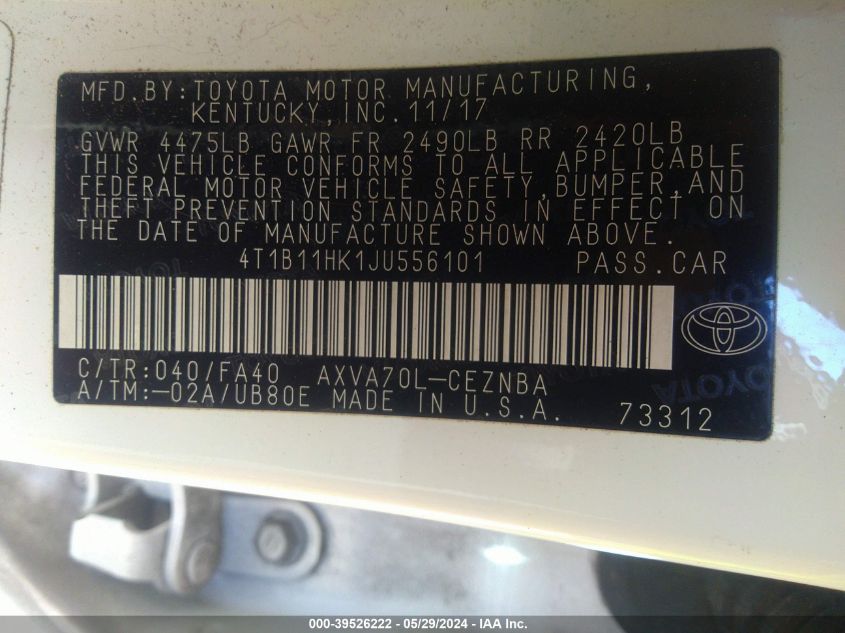 MFD.BY:TOYOTA MOTOR MANUFACTURING,
KENTUCKY,INC.11/17
GVWR 4475LB GAWR FR 2490LB RR 2420LB
THIS VEHICLE CONFORMS TO ALL APPLICABLE
FEDERAL MOTOR VEHICLE SAFETY,BUMPER,AND
THEFT PREVENTION STANDARDS IN EFFECT ON
THE DATE OF MANUFACTURE SHOWN ABOVE.
4T1B11HK1JU556101 PASS.CAR
C/TR:040/FA40 AXVA70L-CEZNBA
A/TM:-02A/UB80E MADE IN U.S.A. 73312
000-39526222 - 05/29/2024 - IAA Inc.